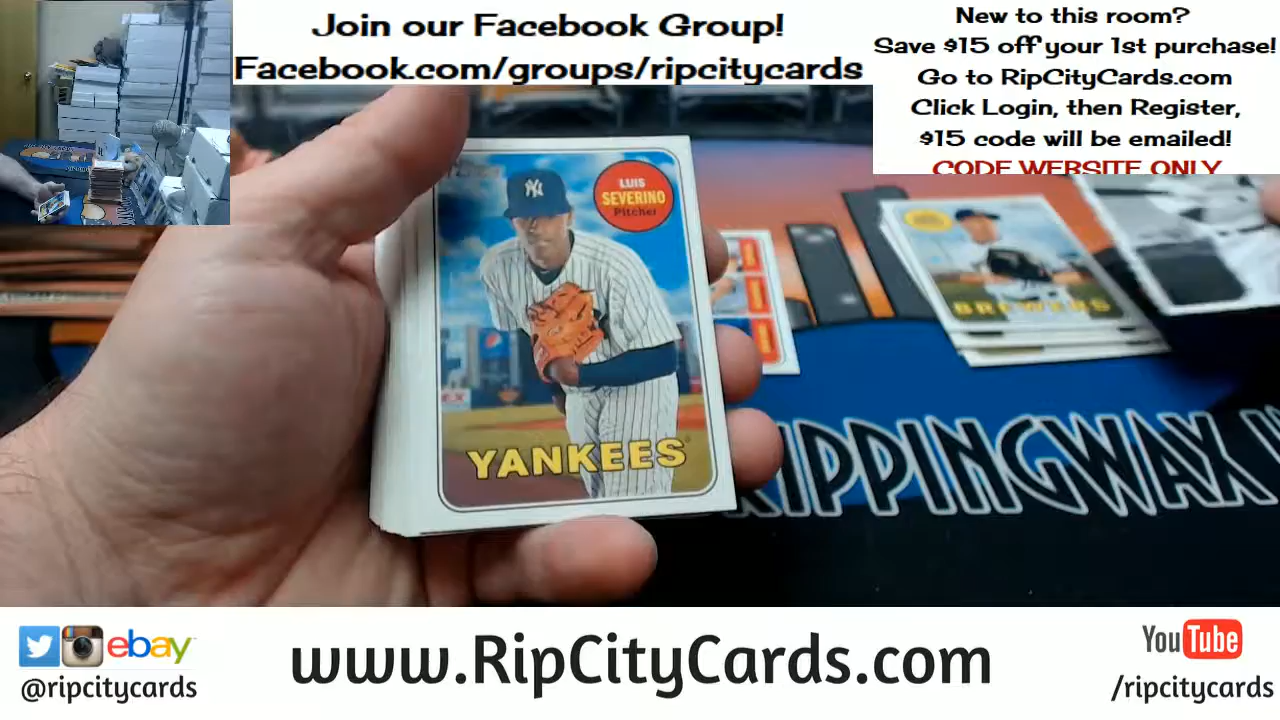 Join our Facebook Group!
Facebook.com/groups/ripcitycards
New to this room?
Save $15 off your 1st purchase!
Go to RipCityCards.com
Click Login, then Register,
$15 code will be emailed!
CODE WEBSITE ONLY
LUIS
SEVERINO
Pitcher
YANKEES
BREWERS
RIPPINGWAX
ebay
@ripcitycards
www.RipCityCards.com
YouTube
/ripcitycards